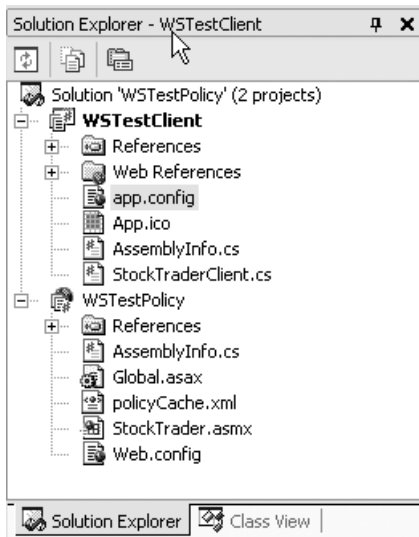 Solution Explorer - WSTestClient
Solution 'WSTestPolicy' (2 projects)
WSTestClient
References
Web References
app.config
App.ico
AssemblyInfo.cs
StockTraderClient.cs
WSTestPolicy
References
AssemblyInfo.cs
Global.asax
policyCache.xml
StockTrader.asmx
Web.config
Solution Explorer Class View